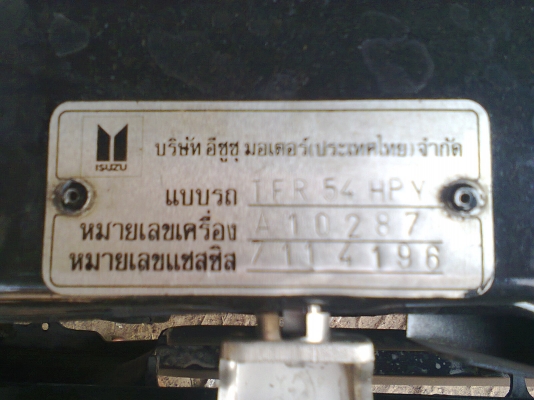 ISUZU
บริษัท อีซูซุ มอเตอร์(ประเทศไทย)จำกัด
แบบรถ TFR 54 HPY
หมายเลขเครื่อง A10287
หมายเลขแชสซิส Z114196